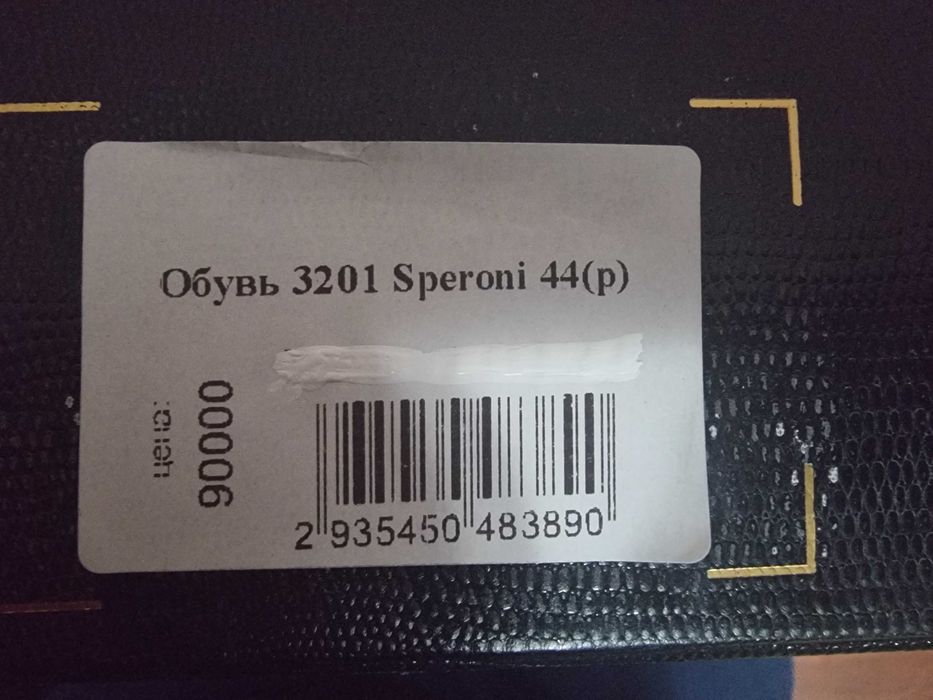 Обувь 3201 Speroni 44(р)
цена:
90000
2 935450 483890